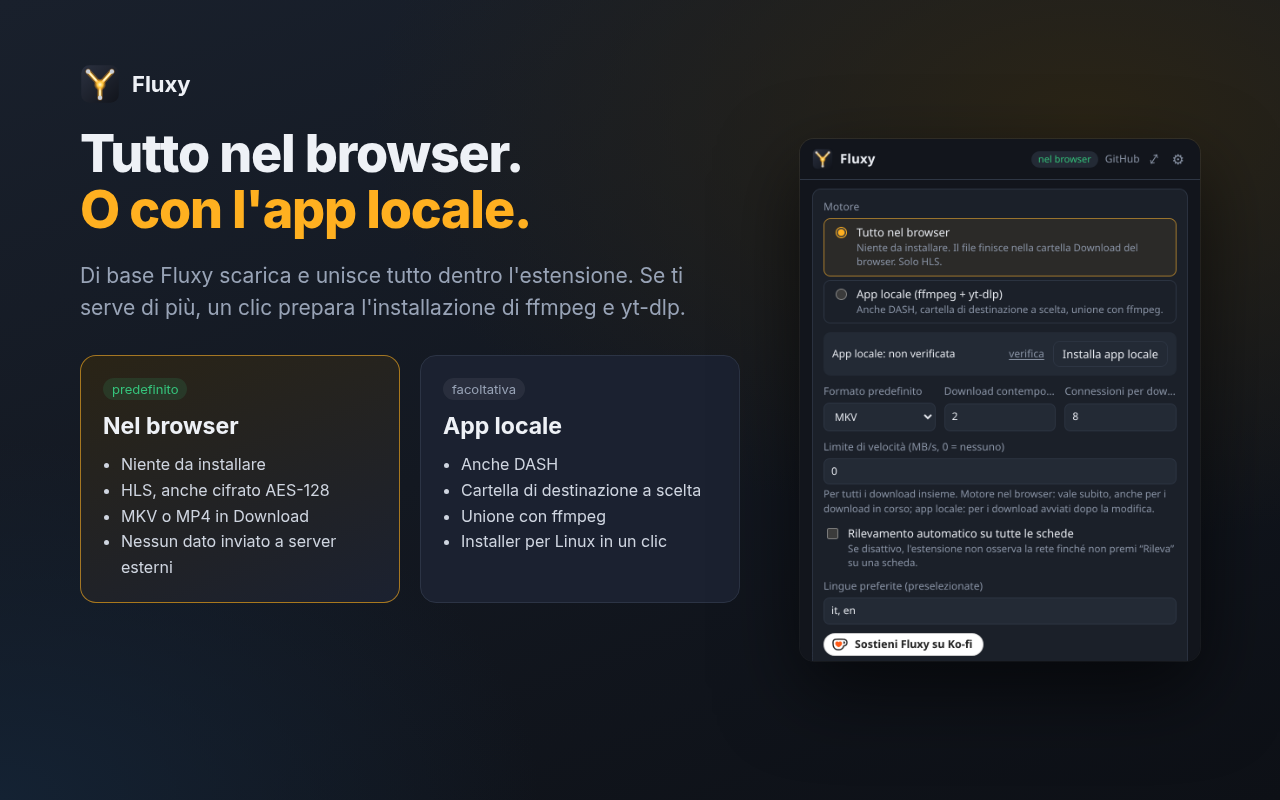 Fluxy
Tutto nel browser.
O con l'app locale.
Di base Fluxy scarica e unisce tutto dentro l'estensione. Se ti
serve di più, un clic prepara l'installazione di ffmpeg e yt-dlp.
predefinito
Nel browser
• Niente da installare
• HLS, anche cifrato AES-128
• MKV o MP4 in Download
• Nessun dato inviato a server
esterni
facoltativa
App locale
• Anche DASH
• Cartella di destinazione a scelta
• Unione con ffmpeg
• Installer per Linux in un clic
Fluxy nel browser GitHub
Motore
Tutto nel browser
Niente da installare. Il file finisce nella cartella Download del
browser. Solo HLS.
App locale (ffmpeg + yt-dlp)
Anche DASH, cartella di destinazione a scelta, unione con ffmpeg.
App locale: non verificata verifica Installa app locale
Formato predefinito Download contempo... Connessioni per dow...
MKV 2 8
Limite di velocità (MB/s, 0 = nessuno)
0
Per tutti i download insieme. Motore nel browser: vale subito, anche per i
download in corso; app locale: per i download avviati dopo la modifica.
Rilevamento automatico su tutte le schede
Se disattivo, l'estensione non osserva la rete finché non premi “Rileva”
su una scheda.
Lingue preferite (preselezionate)
it, en
Sostieni Fluxy su Ko-fi